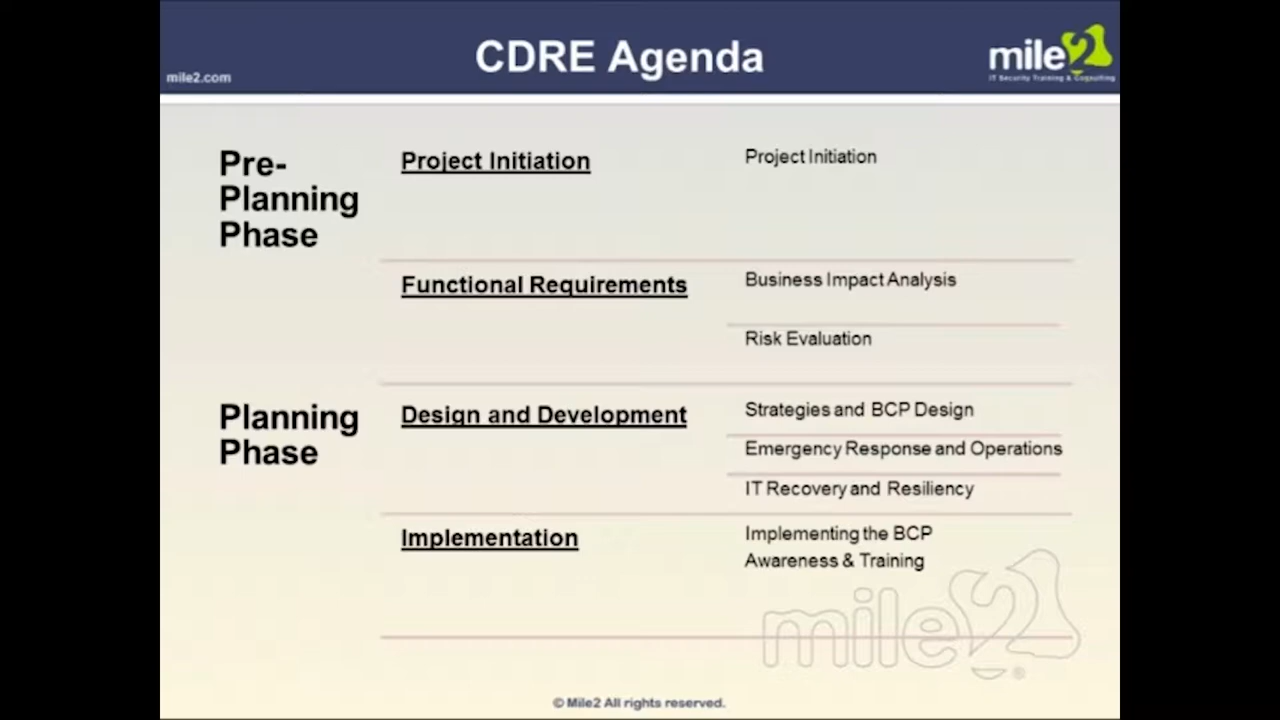 CDRE Agenda
mile2.com
mile2
IT Security Training & Consulting
Pre-
Planning
Phase
Project Initiation
Project Initiation
Functional Requirements
Business Impact Analysis
Risk Evaluation
Planning
Phase
Design and Development
Strategies and BCP Design
Emergency Response and Operations
IT Recovery and Resiliency
Implementation
Implementing the BCP
Awareness & Training
mile2®
© Mile2 All rights reserved.